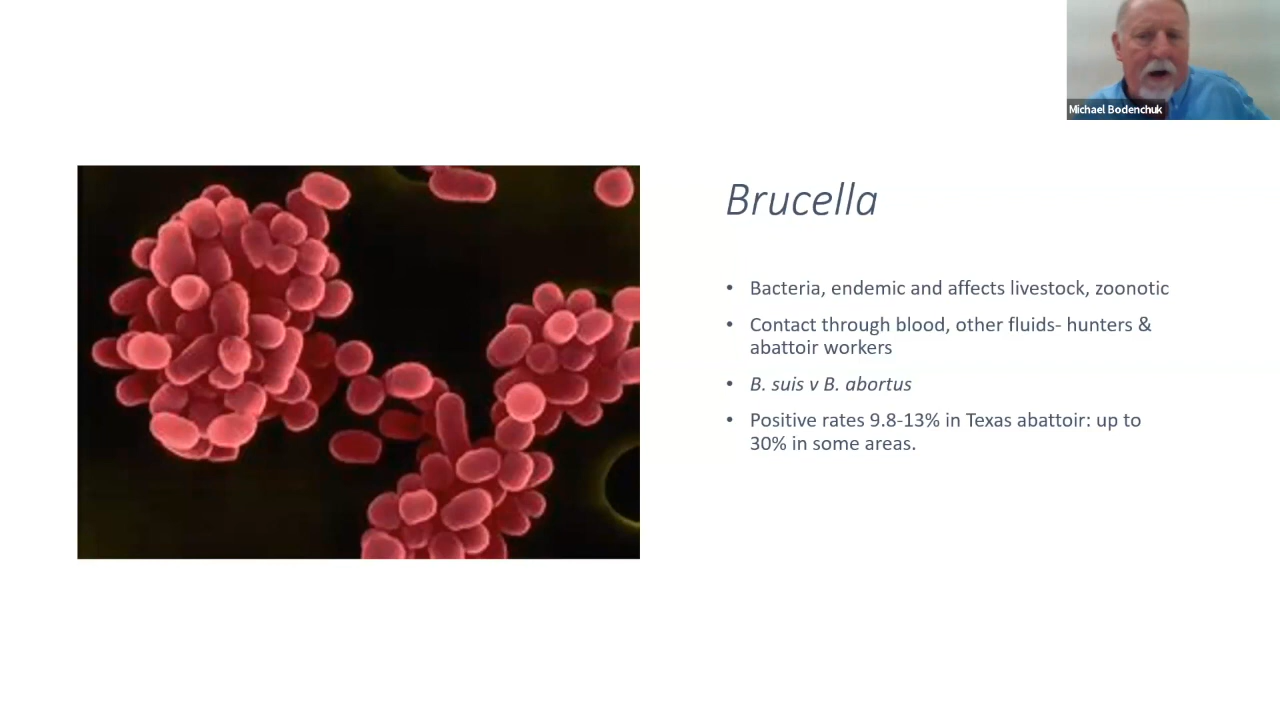 Michael Bodenchuk
Brucella
• Bacteria, endemic and affects livestock, zoonotic
• Contact through blood, other fluids- hunters &
abattoir workers
• B. suis v B. abortus
• Positive rates 9.8-13% in Texas abattoir: up to
30% in some areas.